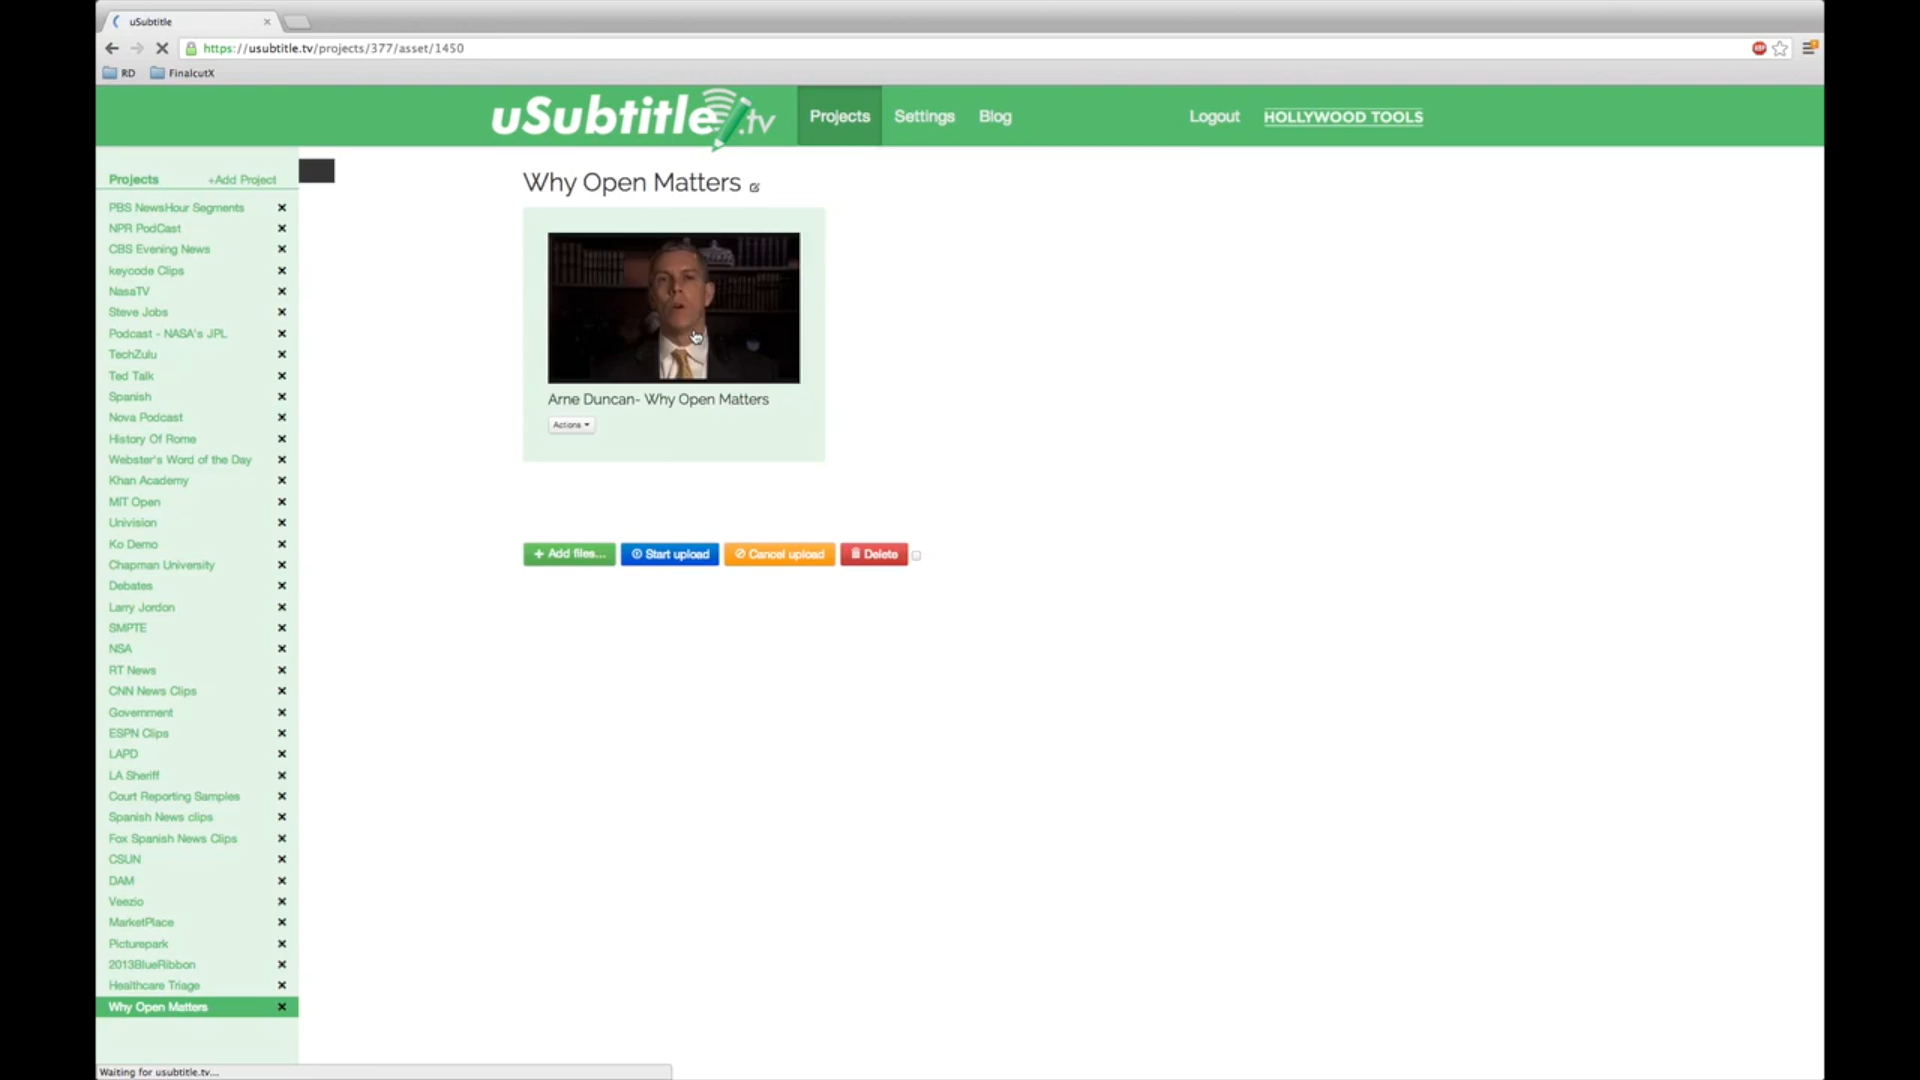 uSubtitle
https://usubtitle.tv/projects/377/asset/1450
RD FinalcutX
uSubtitle.tv Projects Settings Blog Logout HOLLYWOOD TOOLS
Projects +Add Project
PBS NewsHour Segments
NPR PodCast
CBS Evening News
keycode Clips
NasaTV
Steve Jobs
Podcast - NASA's JPL
TechZulu
Ted Talk
Spanish
Nova Podcast
History Of Rome
Webster's Word of the Day
Khan Academy
MIT Open
Univision
Ko Demo
Chapman University
Debates
Larry Jordon
SMPTE
NSA
RT News
CNN News Clips
Government
ESPN Clips
LAPD
LA Sheriff
Court Reporting Samples
Spanish News clips
Fox Spanish News Clips
CSUN
DAM
Veezio
MarketPlace
Picturepark
2013BlueRibbon
Healthcare Triage
Why Open Matters
Why Open Matters
Arne Duncan- Why Open Matters
Actions
+ Add files... Start upload Cancel upload Delete
Waiting for usubtitle.tv...